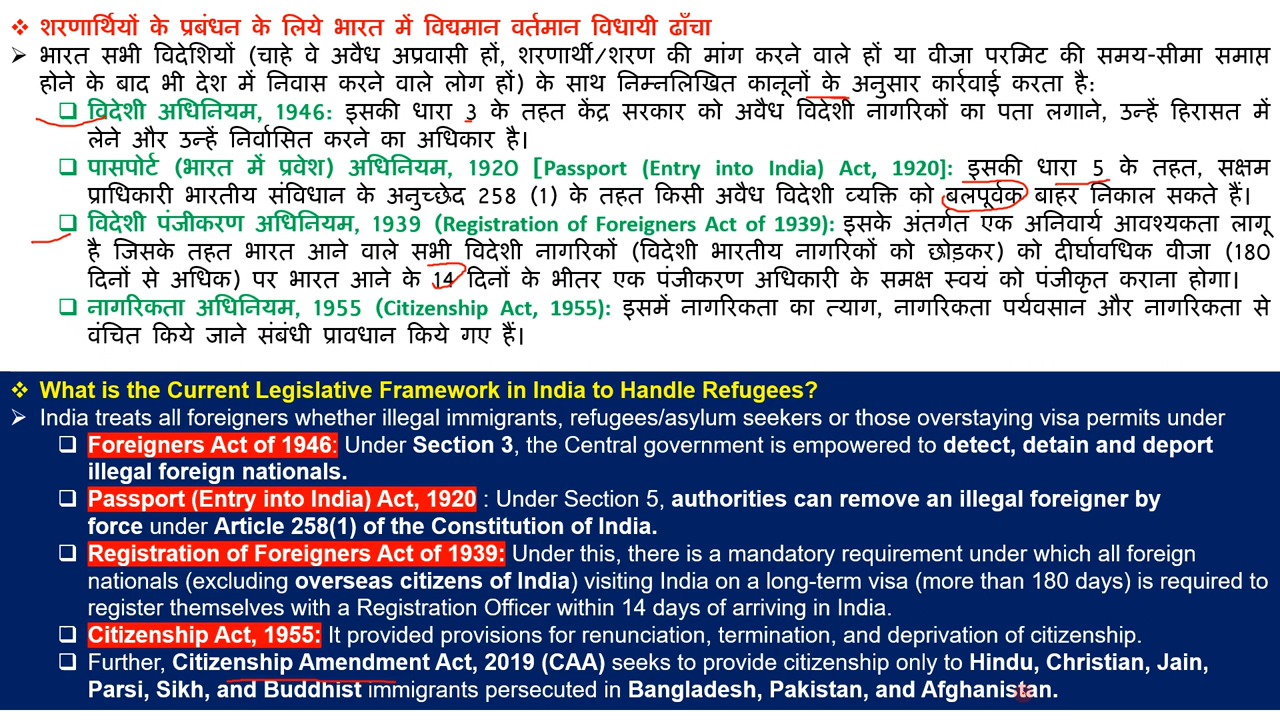 ❖ शरणार्थियों के प्रबंधन के लिये भारत में विद्यमान वर्तमान विधायी ढाँचा
➢ भारत सभी विदेशियों (चाहे वे अवैध अप्रवासी हों, शरणार्थी/शरण की मांग करने वाले हों या वीजा परमिट की समय-सीमा समाप्त
होने के बाद भी देश में निवास करने वाले लोग हों) के साथ निम्नलिखित कानूनों के अनुसार कार्रवाई करता है:
❑ विदेशी अधिनियम, 1946: इसकी धारा 3 के तहत केंद्र सरकार को अवैध विदेशी नागरिकों का पता लगाने, उन्हें हिरासत में
लेने और उन्हें निर्वासित करने का अधिकार है।
❑ पासपोर्ट (भारत में प्रवेश) अधिनियम, 1920 [Passport (Entry into India) Act, 1920]: इसकी धारा 5 के तहत, सक्षम
प्राधिकारी भारतीय संविधान के अनुच्छेद 258 (1) के तहत किसी अवैध विदेशी व्यक्ति को बलपूर्वक बाहर निकाल सकते हैं।
❑ विदेशी पंजीकरण अधिनियम, 1939 (Registration of Foreigners Act of 1939): इसके अंतर्गत एक अनिवार्य आवश्यकता लागू
है जिसके तहत भारत आने वाले सभी विदेशी नागरिकों (विदेशी भारतीय नागरिकों को छोड़कर) को दीर्घावधिक वीजा (180
दिनों से अधिक) पर भारत आने के 14 दिनों के भीतर एक पंजीकरण अधिकारी के समक्ष स्वयं को पंजीकृत कराना होगा।
❑ नागरिकता अधिनियम, 1955 (Citizenship Act, 1955): इसमें नागरिकता का त्याग, नागरिकता पर्यवसान और नागरिकता से
वंचित किये जाने संबंधी प्रावधान किये गए हैं।
❖ What is the Current Legislative Framework in India to Handle Refugees?
➢ India treats all foreigners whether illegal immigrants, refugees/asylum seekers or those overstaying visa permits under
❑ Foreigners Act of 1946: Under Section 3, the Central government is empowered to detect, detain and deport
illegal foreign nationals.
❑ Passport (Entry into India) Act, 1920 : Under Section 5, authorities can remove an illegal foreigner by
force under Article 258(1) of the Constitution of India.
❑ Registration of Foreigners Act of 1939: Under this, there is a mandatory requirement under which all foreign
nationals (excluding overseas citizens of India) visiting India on a long-term visa (more than 180 days) is required to
register themselves with a Registration Officer within 14 days of arriving in India.
❑ Citizenship Act, 1955: It provided provisions for renunciation, termination, and deprivation of citizenship.
❑ Further, Citizenship Amendment Act, 2019 (CAA) seeks to provide citizenship only to Hindu, Christian, Jain,
Parsi, Sikh, and Buddhist immigrants persecuted in Bangladesh, Pakistan, and Afghanistan.